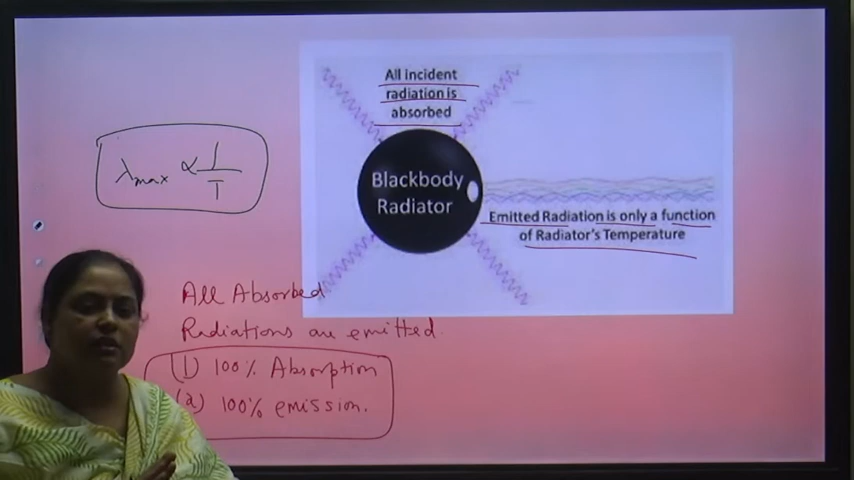 All incident
radiation is
absorbed
λmax ∝ 1/T
Blackbody
Radiator
Emitted Radiation is only a function
of Radiator's Temperature
All Absorbed
Radiations are emitted.
(1) 100% Absorption
(2) 100% emission.